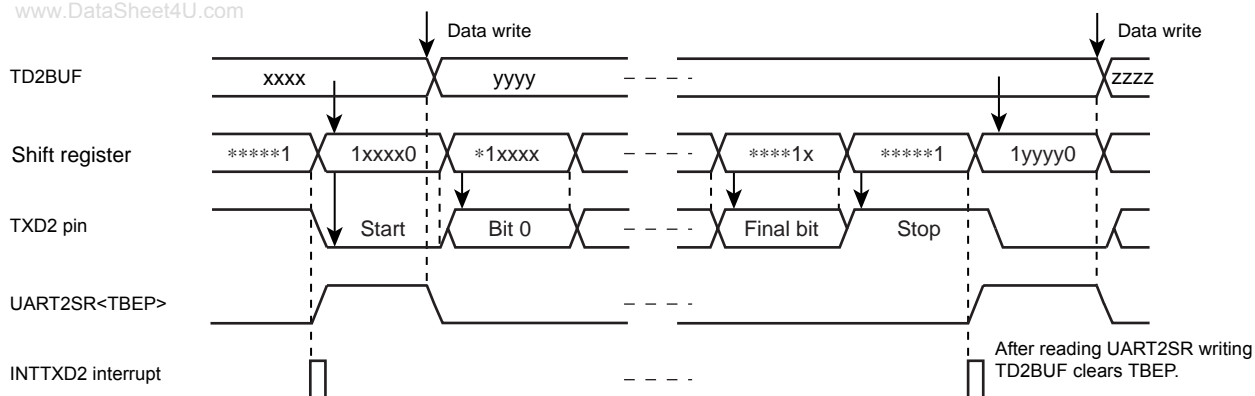 www.DataSheet4U.com
Data write
Data write
TD2BUF
xxxx
yyyy
zzzz
Shift register
*****1
1xxxx0
*1xxxx
****1x
*****1
1yyyy0
TXD2 pin
Start
Bit 0
Final bit
Stop
UART2SR<TBEP>
INTTXD2 interrupt
After reading UART2SR writing
TD2BUF clears TBEP.